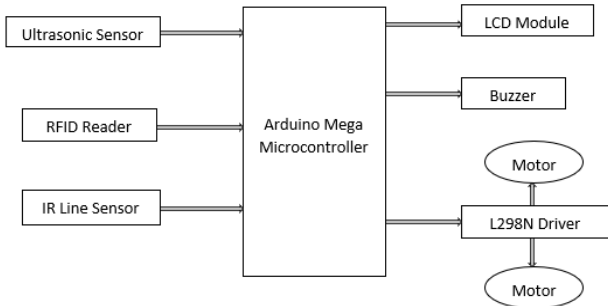 Ultrasonic Sensor
RFID Reader
IR Line Sensor
Arduino Mega
Microcontroller
LCD Module
Buzzer
Motor
L298N Driver
Motor